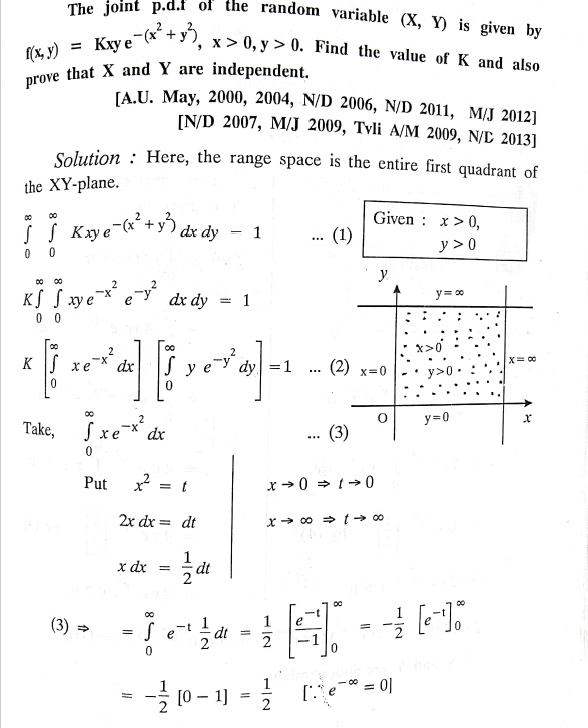 The joint p.d.f of the random variable (X, Y) is given by
f(x, y) = Kxy e^−(x² + y²), x > 0, y > 0. Find the value of K and also
prove that X and Y are independent.
[A.U. May, 2000, 2004, N/D 2006, N/D 2011, M/J 2012]
[N/D 2007, M/J 2009, Tvli A/M 2009, N/D 2013]
Solution : Here, the range space is the entire first quadrant of
the XY-plane.
∫₀^∞ ∫₀^∞ Kxy e^−(x² + y²) dx dy = 1 ... (1)
Given : x > 0,
y > 0
K ∫₀^∞ ∫₀^∞ xy e^−x² e^−y² dx dy = 1
K [∫₀^∞ x e^−x² dx] [∫₀^∞ y e^−y² dy] = 1 ... (2)
y
y = ∞
x>0
y>0
x = ∞
x=0
O
y=0
x
Take, ∫₀^∞ x e^−x² dx ... (3)
Put x² = t x → 0 ⇒ t → 0
2x dx = dt x → ∞ ⇒ t → ∞
x dx = 1/2 dt
(3) ⇒ = ∫₀^∞ e^−t 1/2 dt = 1/2 [e^−t/−1]₀^∞ = −1/2 [e^−t]₀^∞
= −1/2 [0 − 1] = 1/2 [∵ e^−∞ = 0]